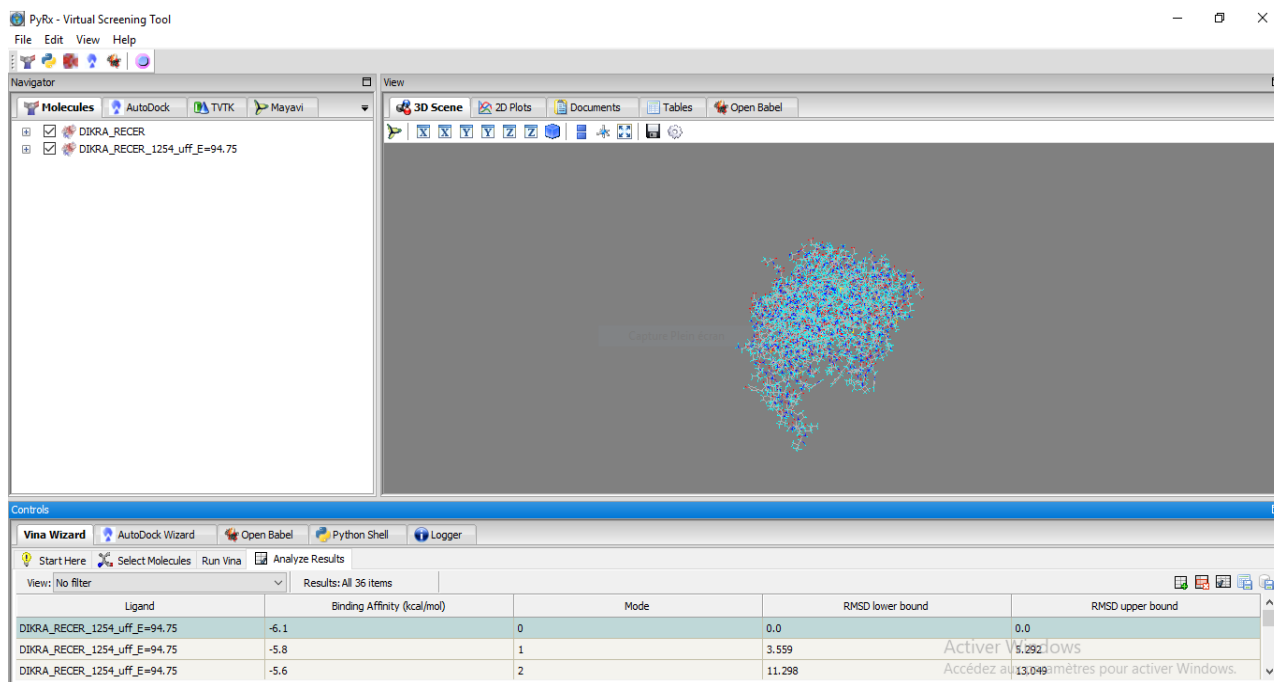 PyRx - Virtual Screening Tool
File Edit View Help
Navigator
View
Molecules AutoDock TVTK Mayavi
3D Scene 2D Plots Documents Tables Open Babel
X X Y Y Z Z
DIKRA_RECER
DIKRA_RECER_1254_uff_E=94.75
Capture Plein écran
Controls
Vina Wizard AutoDock Wizard Open Babel Python Shell Logger
Start Here Select Molecules Run Vina Analyze Results
View: No filter Results: All 36 items
Ligand Binding Affinity (kcal/mol) Mode RMSD lower bound RMSD upper bound
DIKRA_RECER_1254_uff_E=94.75 -6.1 0 0.0 0.0
DIKRA_RECER_1254_uff_E=94.75 -5.8 1 3.559 5.292
DIKRA_RECER_1254_uff_E=94.75 -5.6 2 11.298 13.049
Activer Windows
Accédez aux paramètres pour activer Windows.